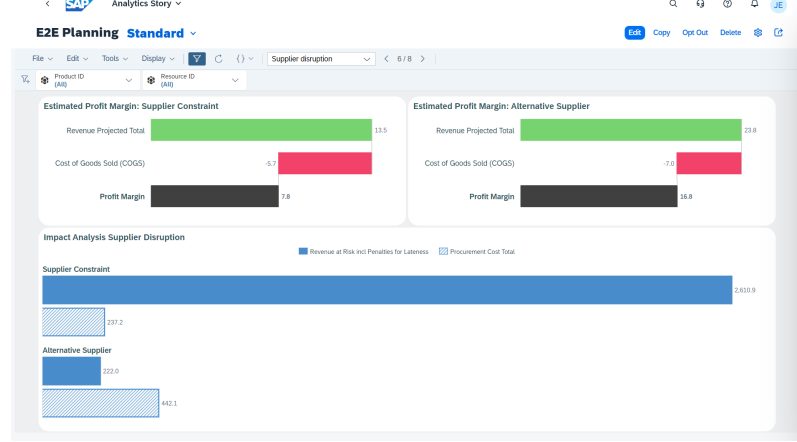 SAP Analytics Story
JE
E2E Planning Standard
Edit Copy Opt Out Delete
File Edit Tools Display { } Supplier disruption 6 / 8
Product ID
(All)
Resource ID
(All)
Estimated Profit Margin: Supplier Constraint
Revenue Projected Total 13.5
Cost of Goods Sold (COGS) -5.7
Profit Margin 7.8
Estimated Profit Margin: Alternative Supplier
Revenue Projected Total 23.8
Cost of Goods Sold (COGS) -7.0
Profit Margin 16.8
Impact Analysis Supplier Disruption
Revenue at Risk incl Penalties for Lateness Procurement Cost Total
Supplier Constraint
2,610.9
237.2
Alternative Supplier
222.0
442.1